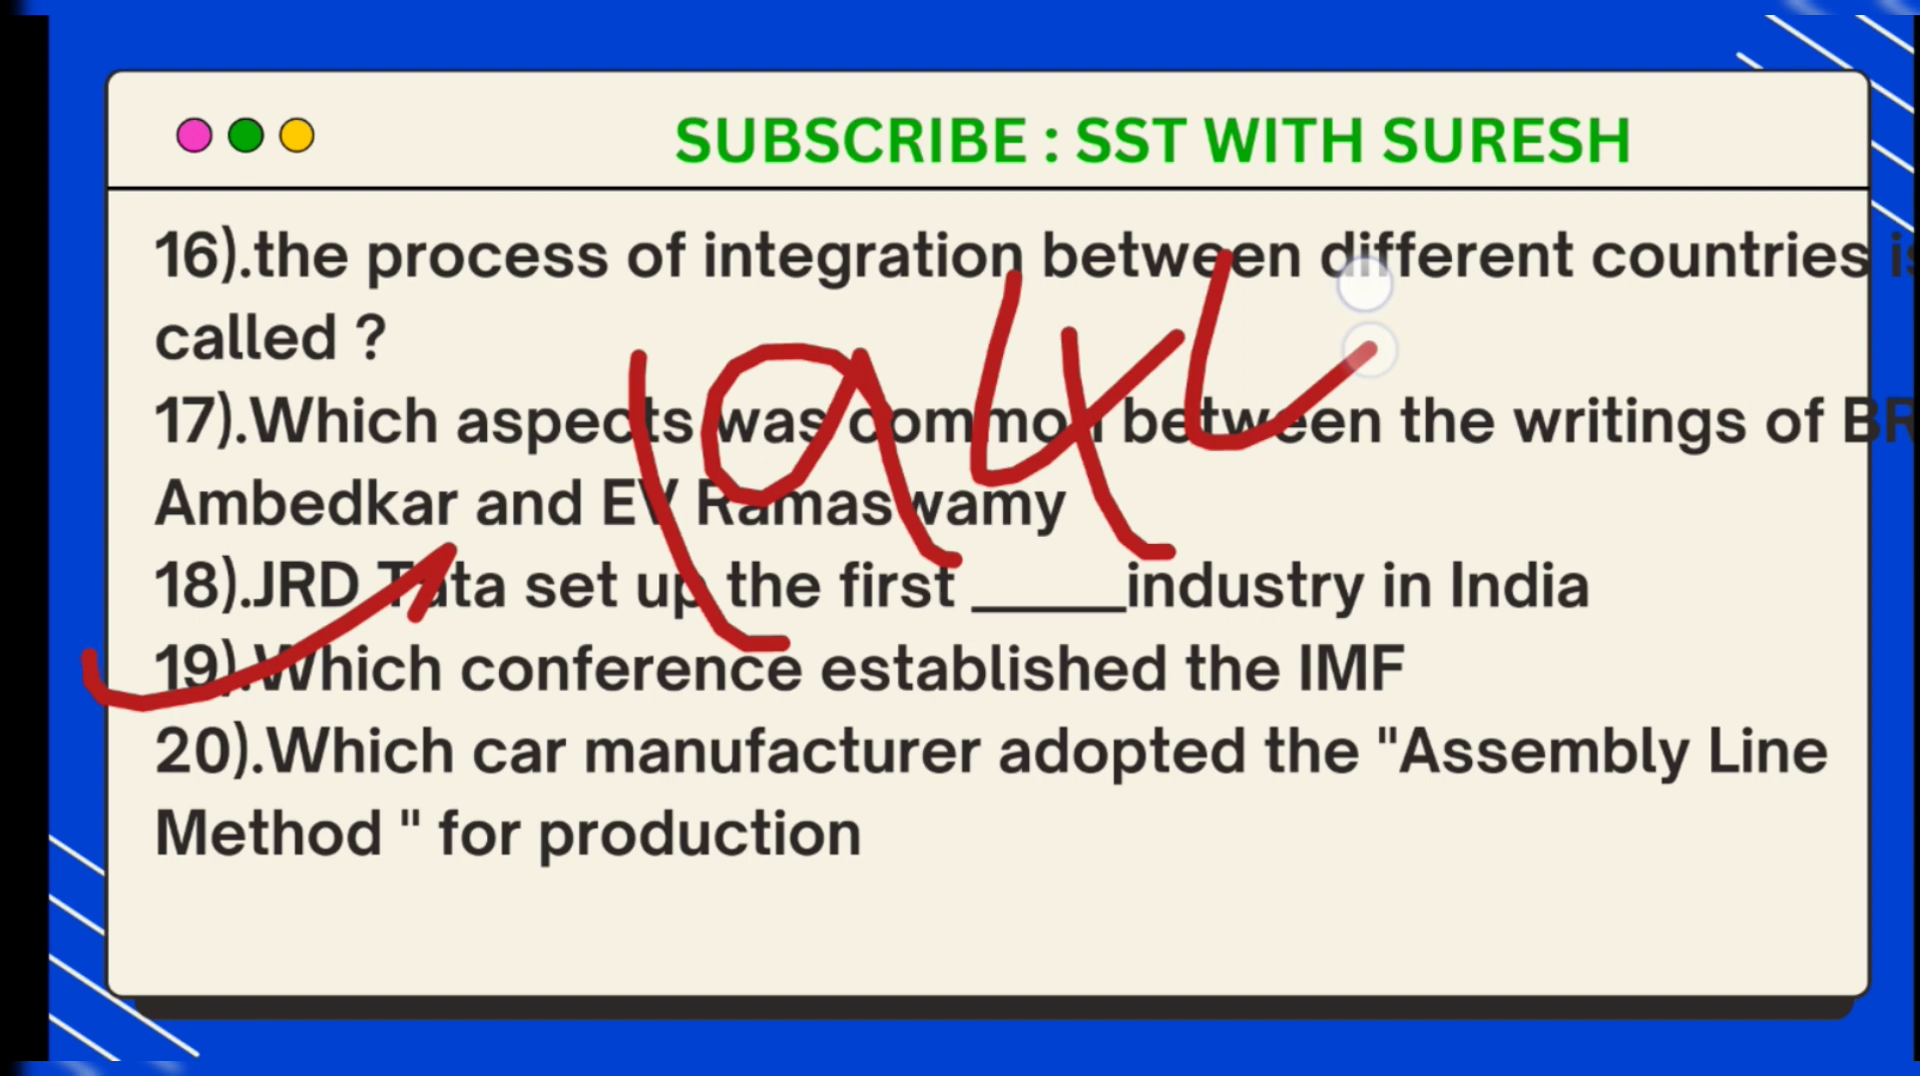 SUBSCRIBE : SST WITH SURESH
16).the process of integration between different countries is
called ?
17).Which aspects was common between the writings of BR
Ambedkar and EV Ramaswamy
18).JRD Tata set up the first _____industry in India
19).Which conference established the IMF
20).Which car manufacturer adopted the "Assembly Line
Method " for production
1944